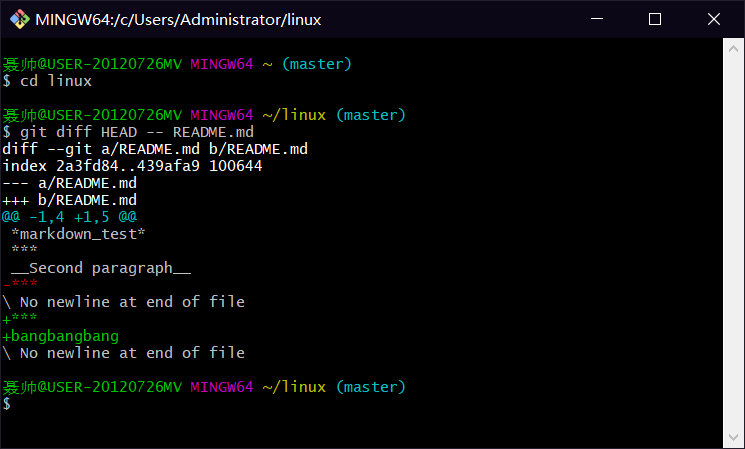 MINGW64:/c/Users/Administrator/linux
聂帅@USER-20120726MV MINGW64 ~ (master)
$ cd linux
聂帅@USER-20120726MV MINGW64 ~/linux (master)
$ git diff HEAD -- README.md
diff --git a/README.md b/README.md
index 2a3fd84..439afa9 100644
--- a/README.md
+++ b/README.md
@@ -1,4 +1,5 @@
 *markdown_test*
 ***
 __Second paragraph__
-***
\ No newline at end of file
+***
+bangbangbang
\ No newline at end of file
聂帅@USER-20120726MV MINGW64 ~/linux (master)
$